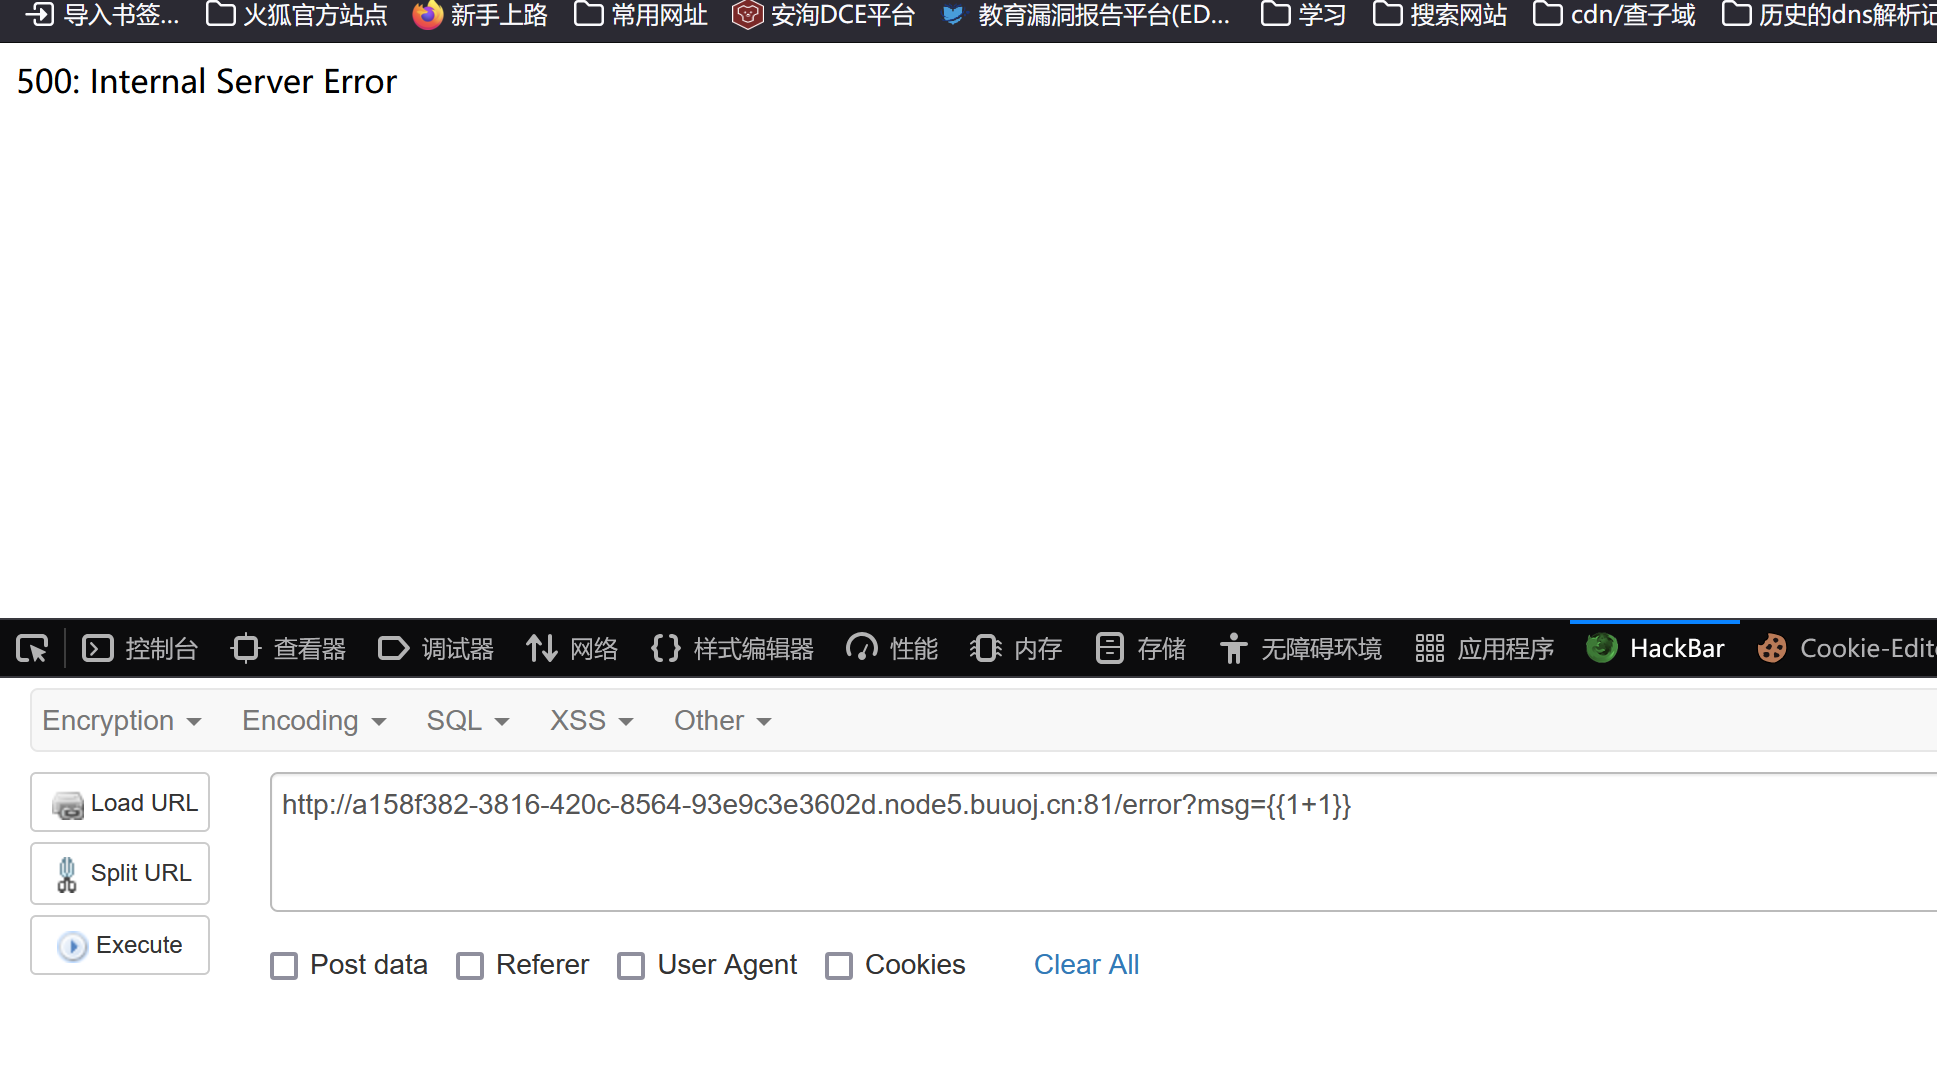 导入书签... 火狐官方站点 新手上路 常用网址 安洵DCE平台 教育漏洞报告平台(ED... 学习 搜索网站 cdn/查子域 历史的dns解析记
500: Internal Server Error
控制台 查看器 调试器 网络 样式编辑器 性能 内存 存储 无障碍环境 应用程序 HackBar Cookie-Edit
Encryption Encoding SQL XSS Other
Load URL http://a158f382-3816-420c-8564-93e9c3e3602d.node5.buuoj.cn:81/error?msg={{1+1}}
Split URL
Execute
Post data Referer User Agent Cookies Clear All